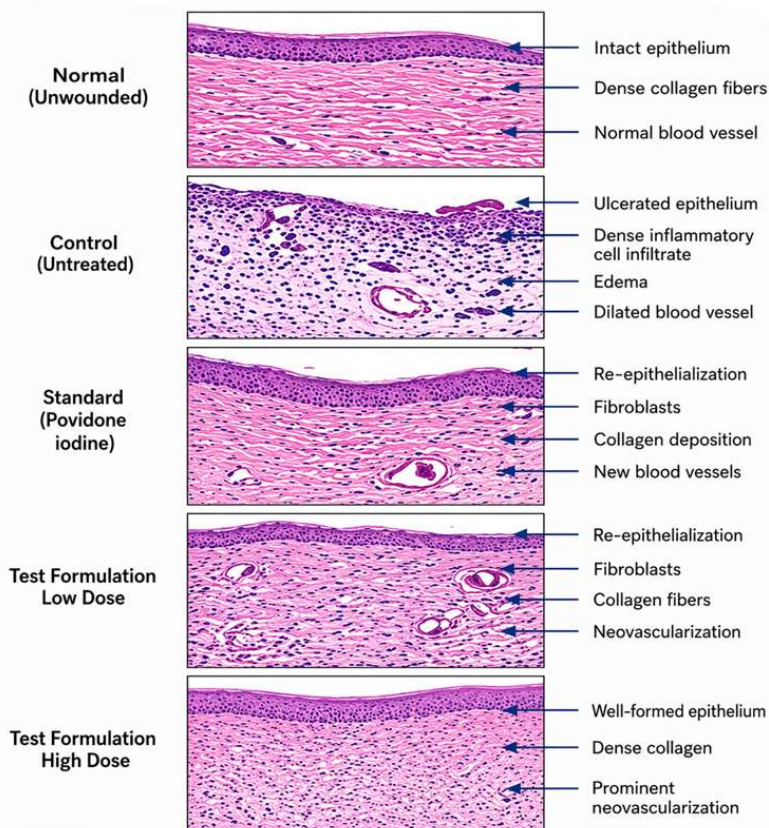 Normal
(Unwounded)
Intact epithelium
Dense collagen fibers
Normal blood vessel
Control
(Untreated)
Ulcerated epithelium
Dense inflammatory
cell infiltrate
Edema
Dilated blood vessel
Standard
(Povidone
iodine)
Re-epithelialization
Fibroblasts
Collagen deposition
New blood vessels
Test Formulation
Low Dose
Re-epithelialization
Fibroblasts
Collagen fibers
Neovascularization
Test Formulation
High Dose
Well-formed epithelium
Dense collagen
Prominent
neovascularization